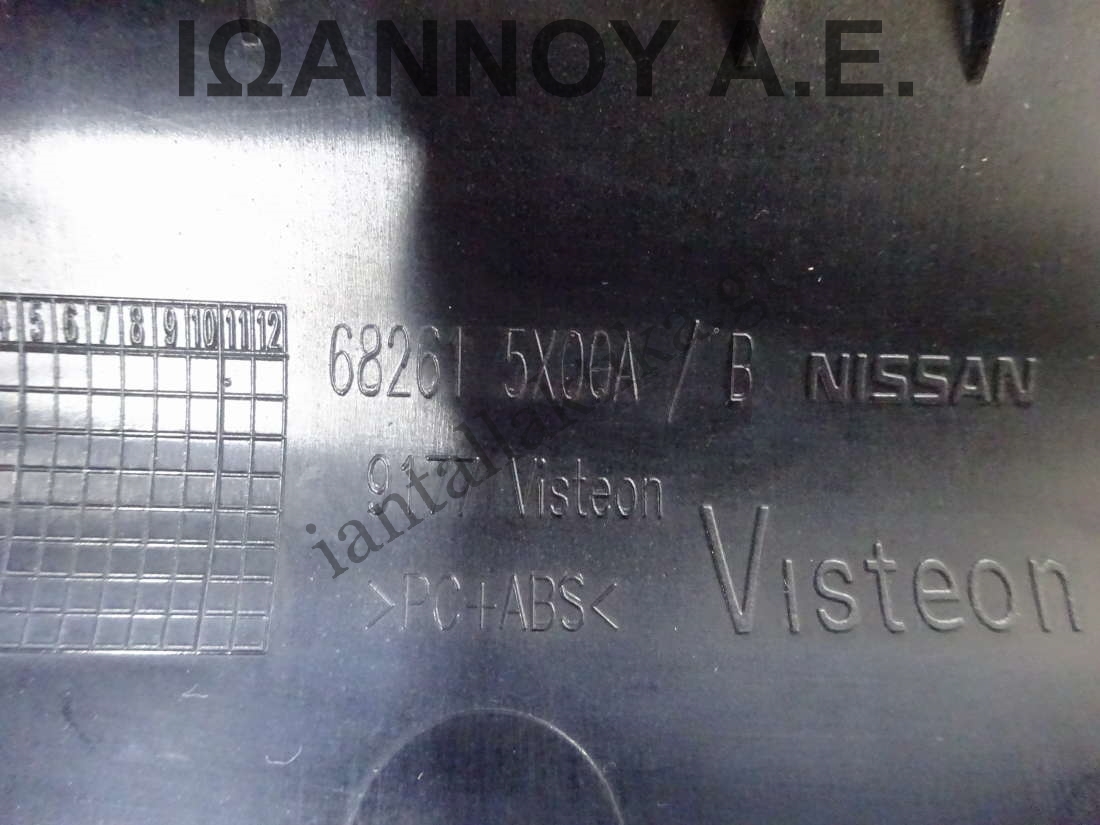 ΙΩΑΝΝΟΥ Α.Ε.
4 5 6 7 8 9 10 11 12
68261 5X00A / B NISSAN
Visteon
Visteon
>PC+ABS<